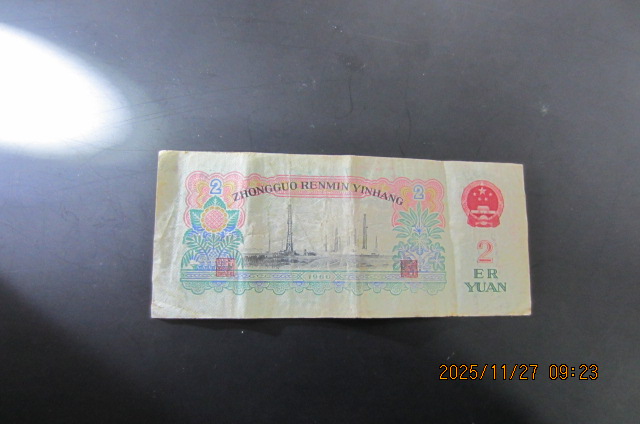 2 2
ZHONGGUO RENMIN YINHANG
1960
2
ER
YUAN
2025/11/27 09:23